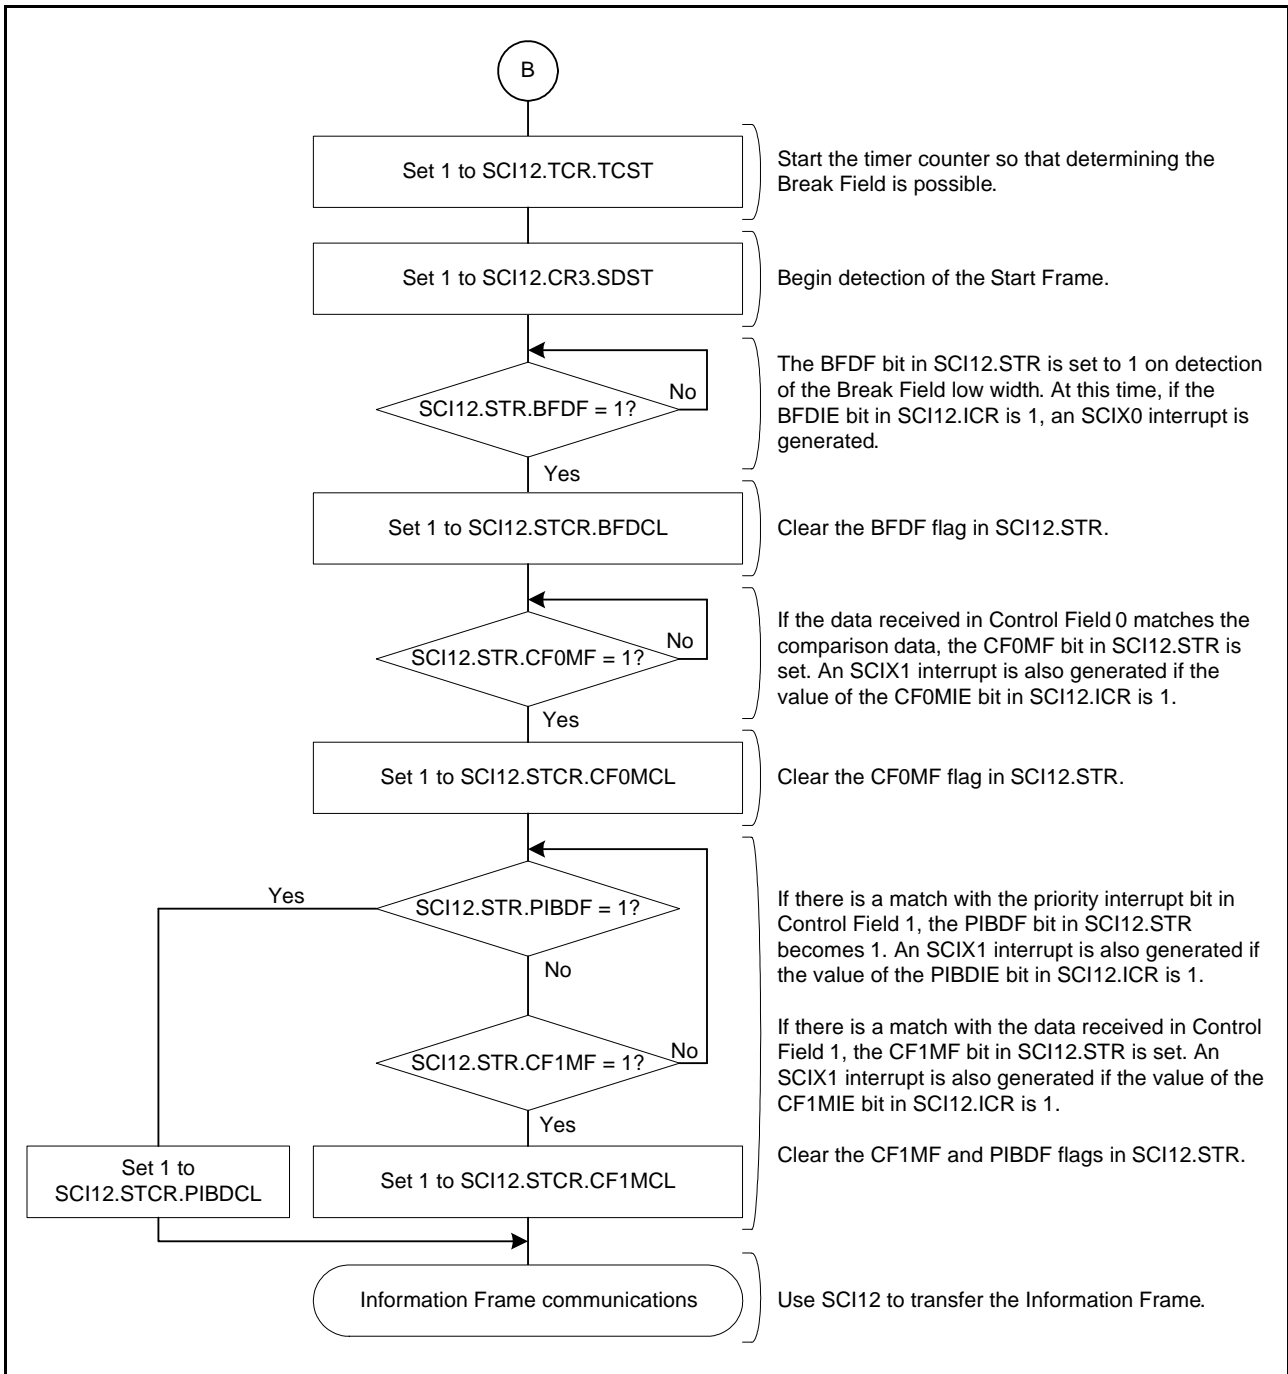 B
Set 1 to SCI12.TCR.TCST
Start the timer counter so that determining the
Break Field is possible.
Set 1 to SCI12.CR3.SDST
Begin detection of the Start Frame.
SCI12.STR.BFDF = 1?
No
Yes
The BFDF bit in SCI12.STR is set to 1 on detection
of the Break Field low width. At this time, if the
BFDIE bit in SCI12.ICR is 1, an SCIX0 interrupt is
generated.
Set 1 to SCI12.STCR.BFDCL
Clear the BFDF flag in SCI12.STR.
SCI12.STR.CF0MF = 1?
No
Yes
If the data received in Control Field 0 matches the
comparison data, the CF0MF bit in SCI12.STR is
set. An SCIX1 interrupt is also generated if the
value of the CF0MIE bit in SCI12.ICR is 1.
Set 1 to SCI12.STCR.CF0MCL
Clear the CF0MF flag in SCI12.STR.
Yes
SCI12.STR.PIBDF = 1?
No
If there is a match with the priority interrupt bit in
Control Field 1, the PIBDF bit in SCI12.STR
becomes 1. An SCIX1 interrupt is also generated if
the value of the PIBDIE bit in SCI12.ICR is 1.
SCI12.STR.CF1MF = 1?
No
Yes
If there is a match with the data received in Control
Field 1, the CF1MF bit in SCI12.STR is set. An
SCIX1 interrupt is also generated if the value of the
CF1MIE bit in SCI12.ICR is 1.
Set 1 to
SCI12.STCR.PIBDCL
Set 1 to SCI12.STCR.CF1MCL
Clear the CF1MF and PIBDF flags in SCI12.STR.
Information Frame communications
Use SCI12 to transfer the Information Frame.